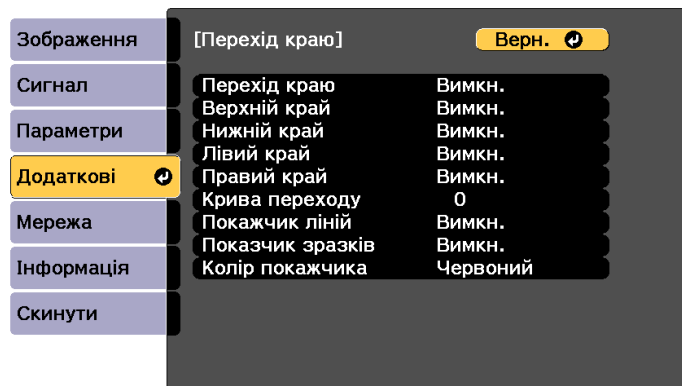 Зображення
Сигнал
Параметри
Додаткові
Мережа
Інформація
Скинути
[Перехід краю] Верн.
Перехід краю Вимкн.
Верхній край Вимкн.
Нижній край Вимкн.
Лівий край Вимкн.
Правий край Вимкн.
Крива переходу 0
Покажчик ліній Вимкн.
Показчик зразків Вимкн.
Колір покажчика Червоний